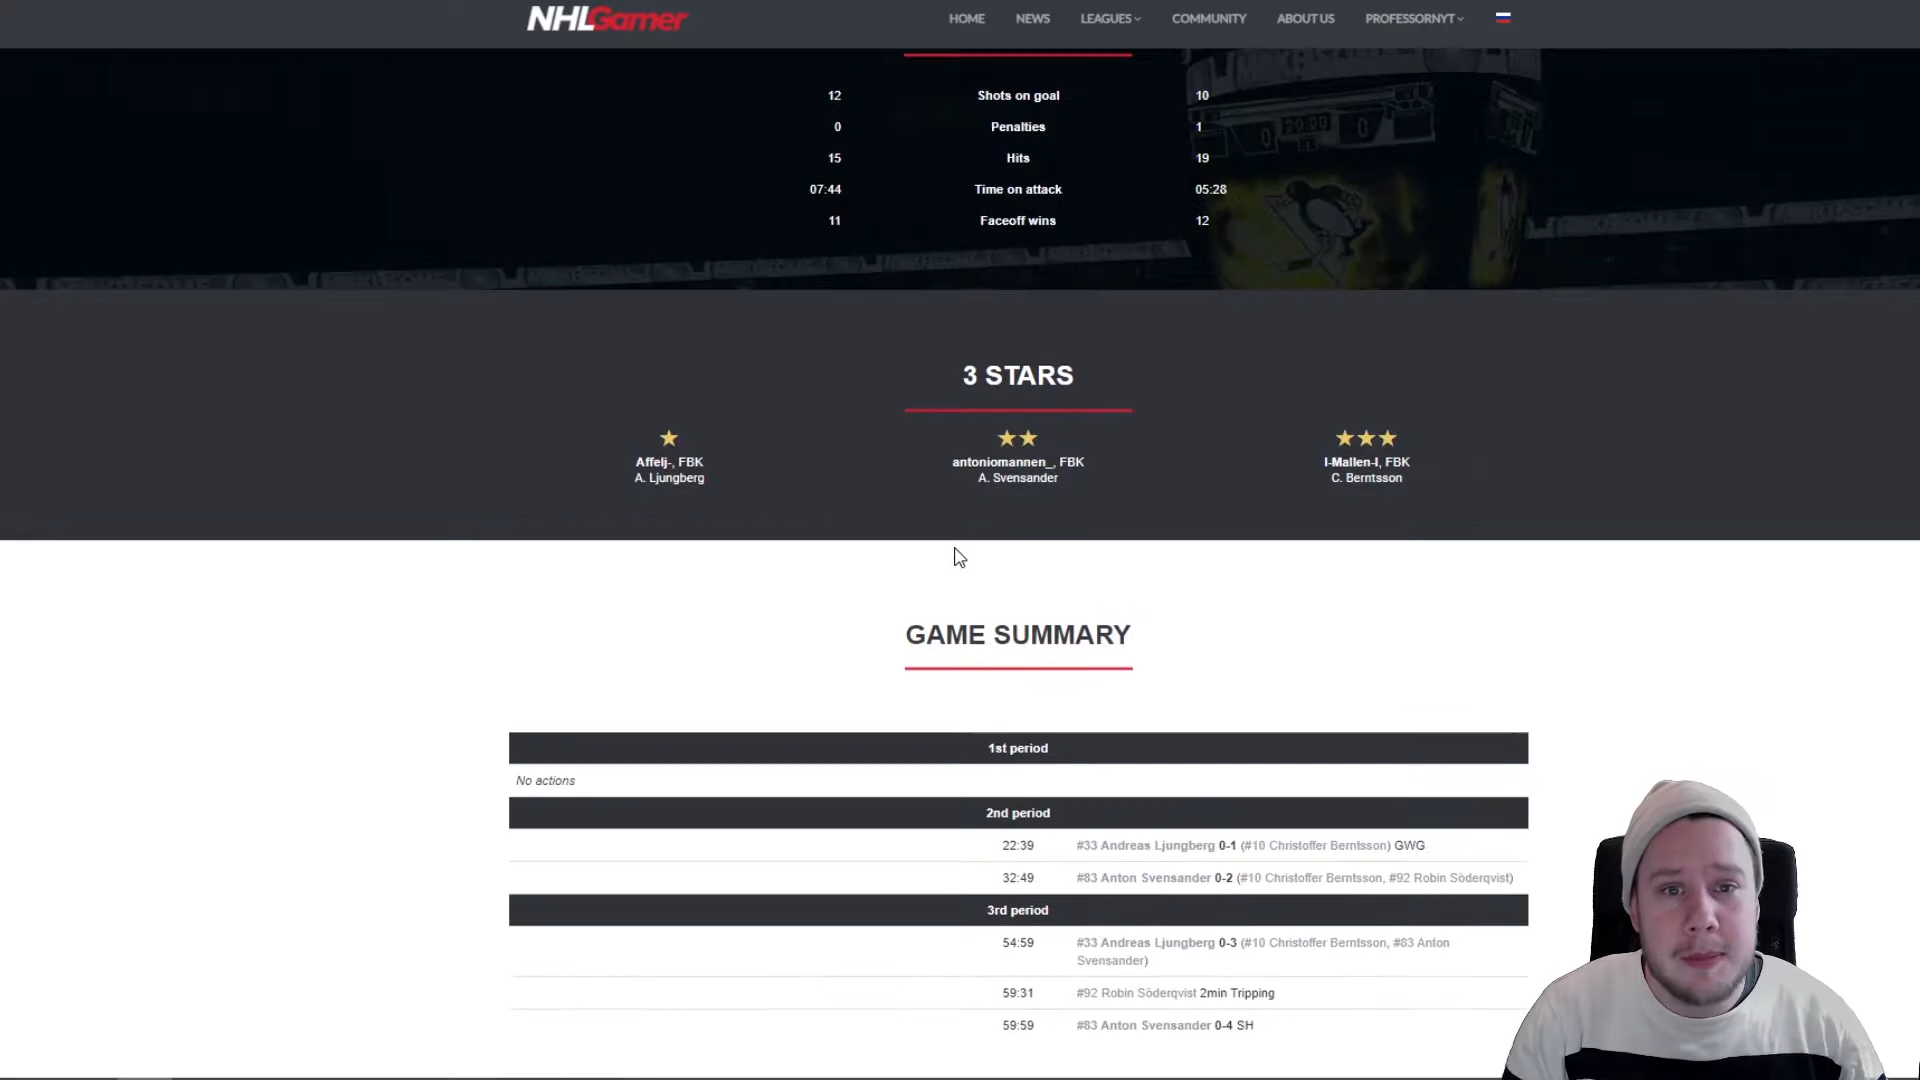 NHLGamer HOME NEWS LEAGUES COMMUNITY ABOUT US PROFESSORNYT
12 Shots on goal 10
0 Penalties 1
15 Hits 19
07:44 Time on attack 05:28
11 Faceoff wins 12
20:00
0 0
3 STARS
Affelj-, FBK antoniomannen_, FBK I-Mallen-I, FBK
A. Ljungberg A. Svensander C. Berntsson
GAME SUMMARY
1st period
No actions
2nd period
22:39 #33 Andreas Ljungberg 0-1 (#10 Christoffer Berntsson) GWG
32:49 #83 Anton Svensander 0-2 (#10 Christoffer Berntsson, #92 Robin Söderqvist)
3rd period
54:59 #33 Andreas Ljungberg 0-3 (#10 Christoffer Berntsson, #83 Anton
Svensander)
59:31 #92 Robin Söderqvist 2min Tripping
59:59 #83 Anton Svensander 0-4 SH